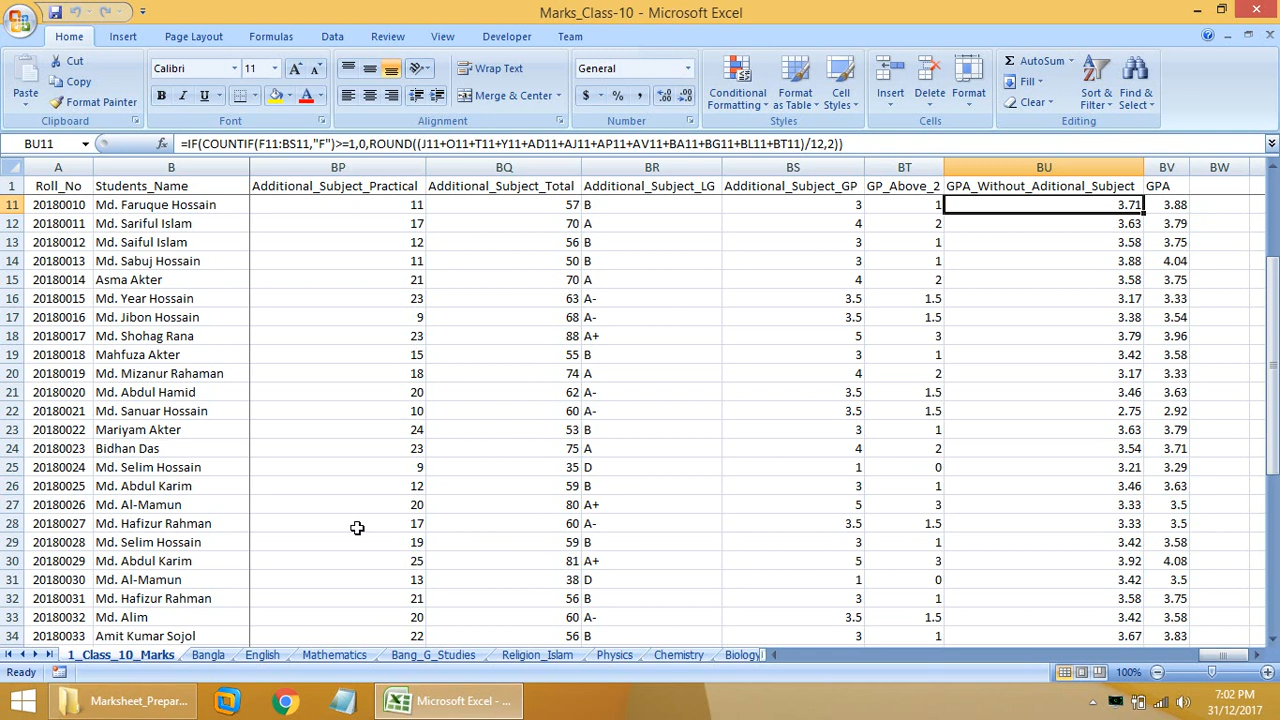 Marks_Class-10 - Microsoft Excel
Home Insert Page Layout Formulas Data Review View Developer Team
Paste Cut Copy Format Painter Clipboard
Calibri 11 A A B I U A Font
Wrap Text Merge & Center Alignment
General $ % , Number
Conditional Formatting Format as Table Cell Styles Styles
Insert Delete Format Cells
Σ AutoSum Fill Clear Sort & Filter Find & Select Editing
BU11 fx =IF(COUNTIF(F11:BS11,"F")>=1,0,ROUND((J11+O11+T11+Y11+AD11+AJ11+AP11+AV11+BA11+BG11+BL11+BT11)/12,2))
A B BP BQ BR BS BT BU BV BW
1 Roll_No Students_Name Additional_Subject_Practical Additional_Subject_Total Additional_Subject_LG Additional_Subject_GP GP_Above_2 GPA_Without_Aditional_Subject GPA
11 20180010 Md. Faruque Hossain 11 57 B 3 1 3.71 3.88
12 20180011 Md. Sariful Islam 17 70 A 4 2 3.63 3.79
13 20180012 Md. Saiful Islam 12 56 B 3 1 3.58 3.75
14 20180013 Md. Sabuj Hossain 11 50 B 3 1 3.88 4.04
15 20180014 Asma Akter 21 70 A 4 2 3.58 3.75
16 20180015 Md. Year Hossain 23 63 A- 3.5 1.5 3.17 3.33
17 20180016 Md. Jibon Hossain 9 68 A- 3.5 1.5 3.38 3.54
18 20180017 Md. Shohag Rana 23 88 A+ 5 3 3.79 3.96
19 20180018 Mahfuza Akter 15 55 B 3 1 3.42 3.58
20 20180019 Md. Mizanur Rahaman 18 74 A 4 2 3.17 3.33
21 20180020 Md. Abdul Hamid 20 62 A- 3.5 1.5 3.46 3.63
22 20180021 Md. Sanuar Hossain 10 60 A- 3.5 1.5 2.75 2.92
23 20180022 Mariyam Akter 24 53 B 3 1 3.63 3.79
24 20180023 Bidhan Das 23 75 A 4 2 3.54 3.71
25 20180024 Md. Selim Hossain 9 35 D 1 0 3.21 3.29
26 20180025 Md. Abdul Karim 12 59 B 3 1 3.46 3.63
27 20180026 Md. Al-Mamun 20 80 A+ 5 3 3.33 3.5
28 20180027 Md. Hafizur Rahman 17 60 A- 3.5 1.5 3.33 3.5
29 20180028 Md. Selim Hossain 19 59 B 3 1 3.42 3.58
30 20180029 Md. Abdul Karim 25 81 A+ 5 3 3.92 4.08
31 20180030 Md. Al-Mamun 13 38 D 1 0 3.42 3.5
32 20180031 Md. Hafizur Rahman 21 56 B 3 1 3.58 3.75
33 20180032 Md. Alim 20 60 A- 3.5 1.5 3.42 3.58
34 20180033 Amit Kumar Sojol 22 56 B 3 1 3.67 3.83
1_Class_10_Marks Bangla English Mathematics Bang_G_Studies Religion_Islam Physics Chemistry Biology
Ready 100%
Marksheet_Prepar... Microsoft Excel - ... 7:02 PM
31/12/2017